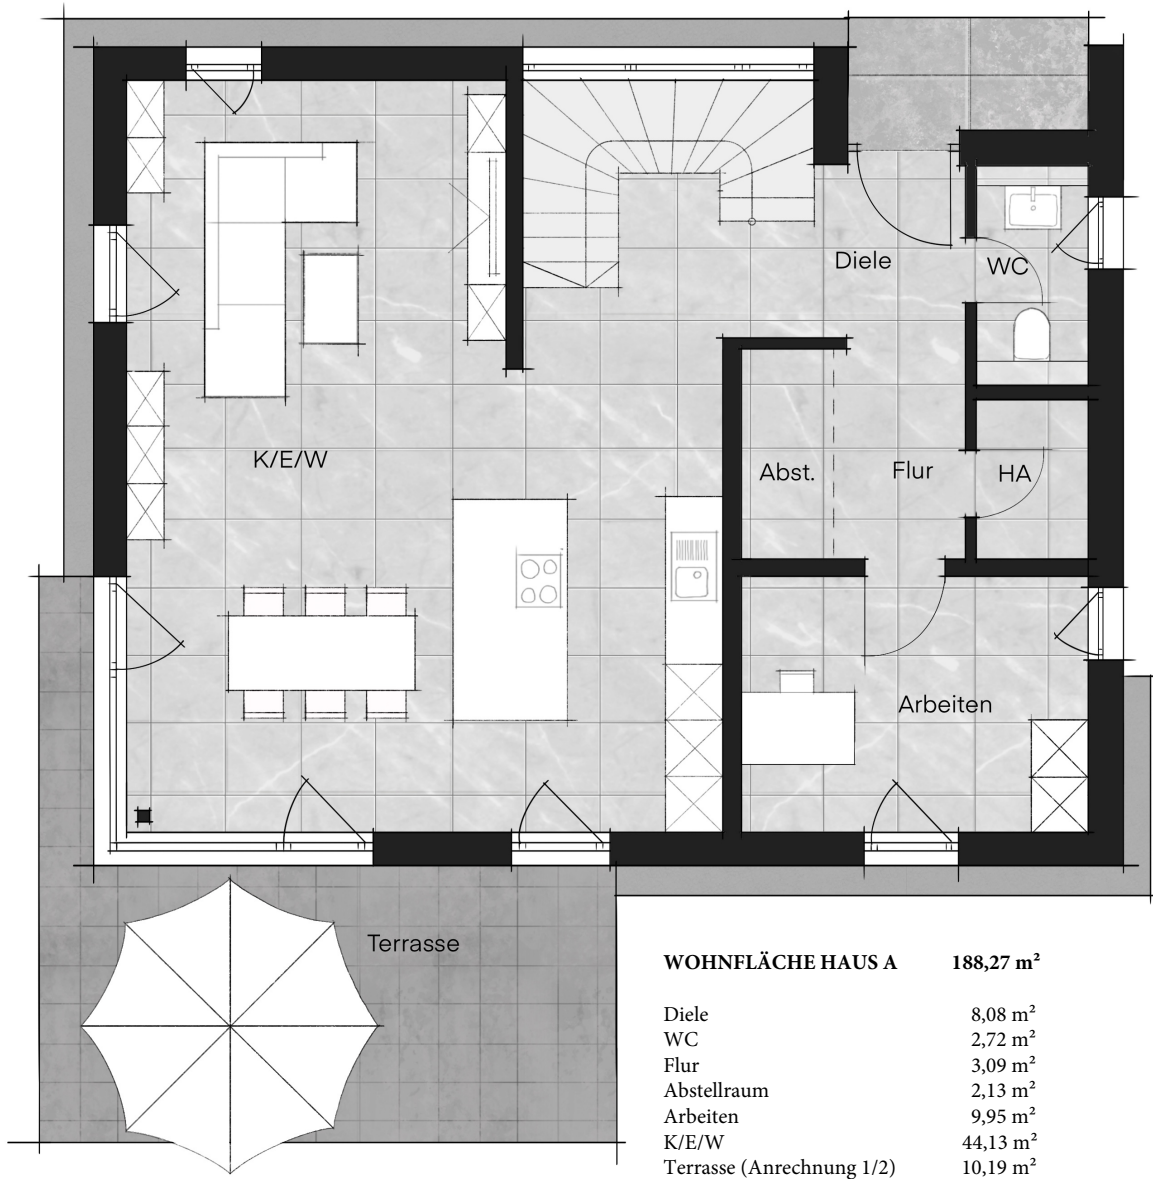 Diele
WC
K/E/W
Abst.
Flur
HA
Arbeiten
Terrasse
WOHNFLÄCHE HAUS A 188,27 m²
Diele 8,08 m²
WC 2,72 m²
Flur 3,09 m²
Abstellraum 2,13 m²
Arbeiten 9,95 m²
K/E/W 44,13 m²
Terrasse (Anrechnung 1/2) 10,19 m²